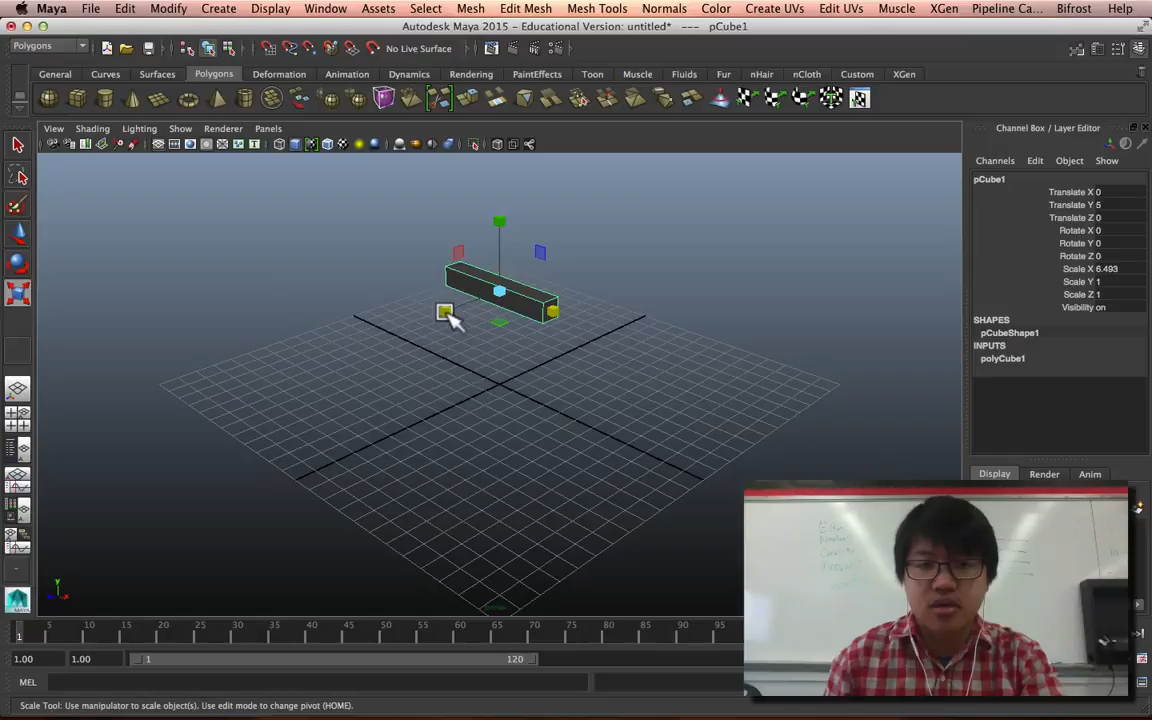 Maya File Edit Modify Create Display Window Assets Select Mesh Edit Mesh Mesh Tools Normals Color Create UVs Edit UVs Muscle XGen Pipeline Ca... Bifrost Help
Autodesk Maya 2015 - Educational Version: untitled* --- pCube1
Polygons No Live Surface
General Curves Surfaces Polygons Deformation Animation Dynamics Rendering PaintEffects Toon Muscle Fluids Fur nHair nCloth Custom XGen
View Shading Lighting Show Renderer Panels
Channel Box / Layer Editor
Channels Edit Object Show
pCube1
Translate X 0
Translate Y 5
Translate Z 0
Rotate X 0
Rotate Y 0
Rotate Z 0
Scale X 6.493
Scale Y 1
Scale Z 1
Visibility on
SHAPES
pCubeShape1
INPUTS
polyCube1
Display Render Anim
y
x
1 5 10 15 20 25 30 35 40 45 50 55 60 65 70 75 80 85 90 95
1.00 1.00 1 120
MEL
Scale Tool: Use manipulator to scale object(s). Use edit mode to change pivot (HOME).